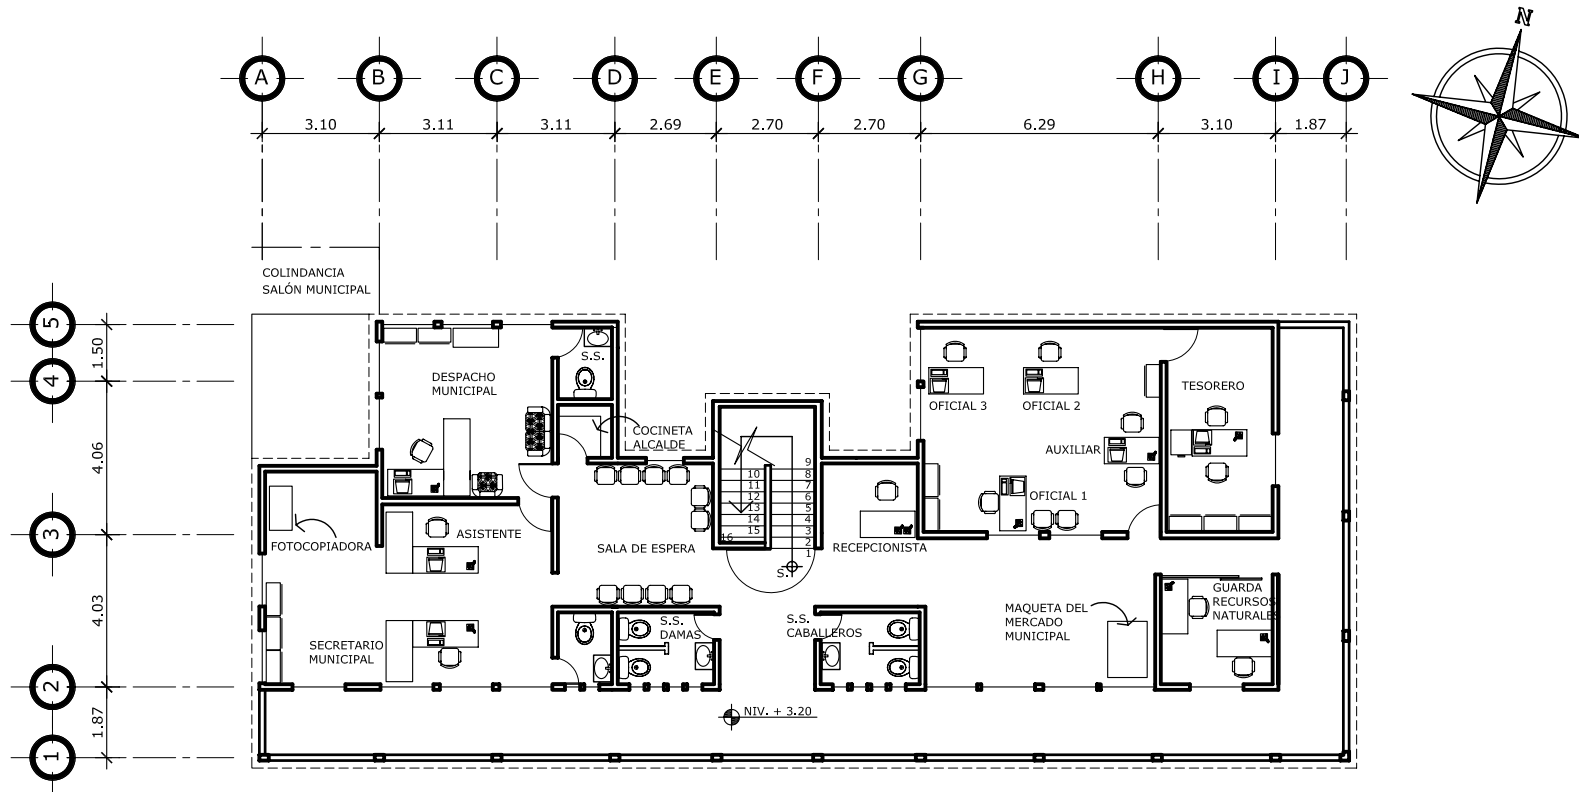 N
A
B
C
D
E
F
G
H
I
J
3.10
3.11
3.11
2.69
2.70
2.70
6.29
3.10
1.87
COLINDANCIA
SALÓN MUNICIPAL
5
4
3
2
1
1.50
4.06
4.03
1.87
DESPACHO
MUNICIPAL
S.S.
COCINETA
ALCALDE
OFICIAL 3
OFICIAL 2
TESORERO
AUXILIAR
OFICIAL 1
FOTOCOPIADORA
ASISTENTE
SALA DE ESPERA
RECEPCIONISTA
9
10
8
11
7
12
6
13
5
14
4
15
3
16
2
1
S.
SECRETARIO
MUNICIPAL
S.S.
DAMAS
S.S.
CABALLEROS
MAQUETA DEL
MERCADO
MUNICIPAL
GUARDA
RECURSOS
NATURALES
NIV. + 3.20